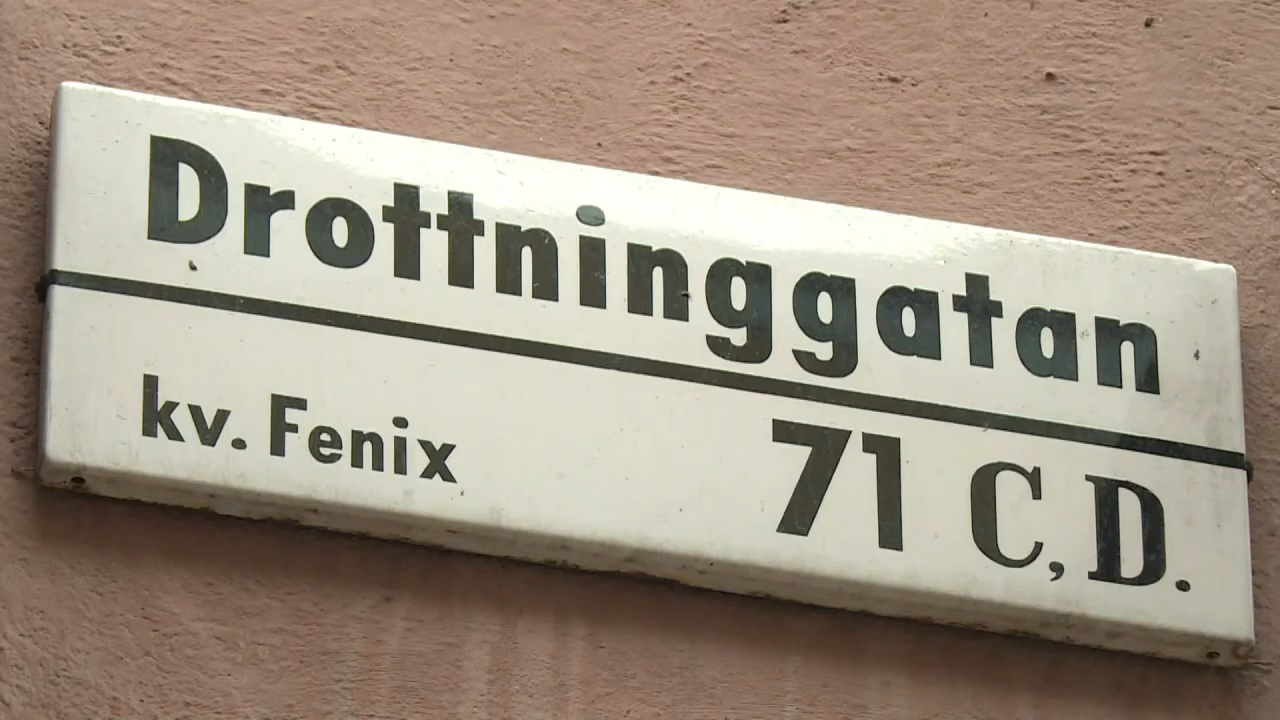 Drottninggatan
kv. Fenix 71 C, D.